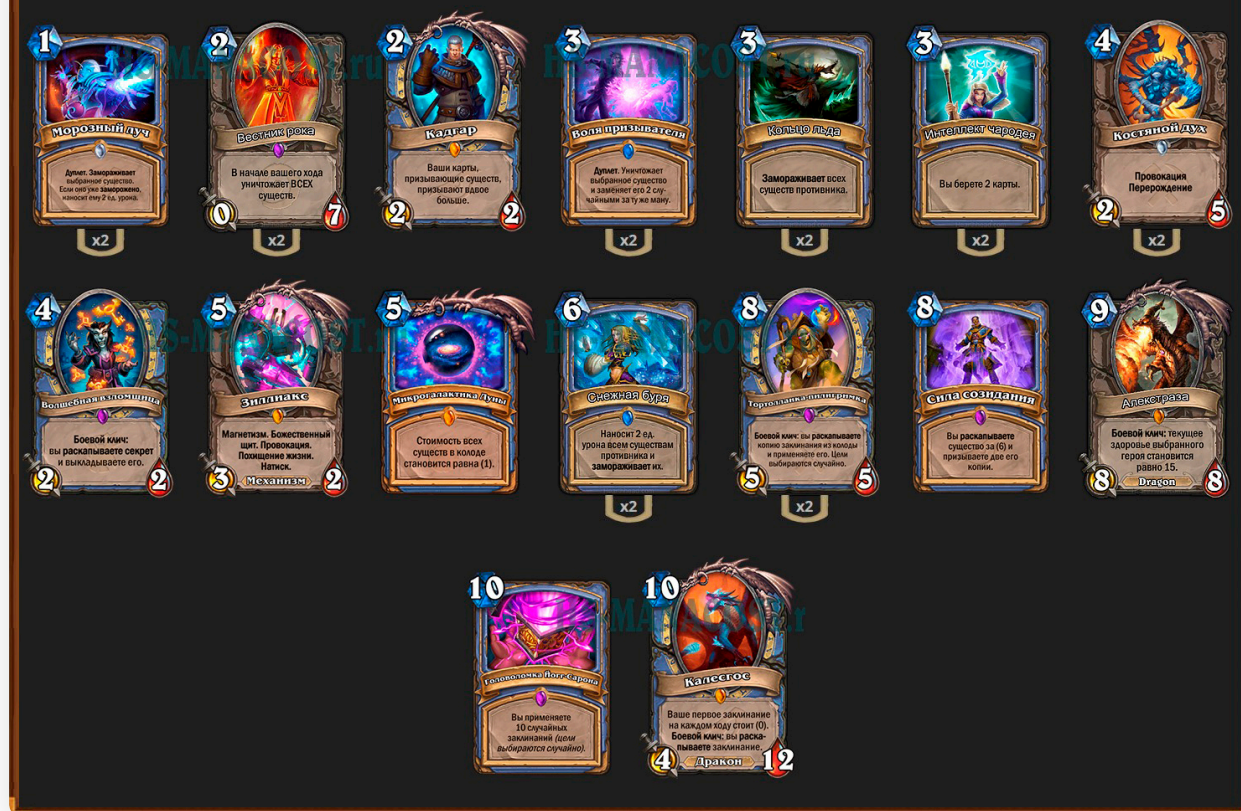 1
Морозный луч
Дуплет. Замораживает
выбранное существо.
Если оно уже заморожено,
наносит ему 2 ед. урона.
x2
2
Вестник рока
В начале вашего хода
уничтожает ВСЕХ
существ.
0
7
x2
2
Кадгар
Ваши карты,
призывающие существ,
призывают вдвое
больше.
2
2
3
Воля призывателя
Дуплет. Уничтожает
выбранное существо
и заменяет его 2 слу-
чайными за ту же ману.
x2
3
Кольцо льда
Замораживает всех
существ противника.
x2
3
Интеллект чародея
Вы берете 2 карты.
x2
4
Костяной дух
Провокация
Перерождение
2
5
x2
4
Волшебная взломщица
Боевой клич:
вы раскапываете секрет
и выкладываете его.
2
2
5
Зиллиакс
Магнетизм. Божественный
щит. Провокация.
Похищение жизни.
Натиск.
3
Механизм
2
5
Микрогалактика Луны
Стоимость всех
существ в колоде
становится равна (1).
6
Снежная буря
Наносит 2 ед.
урона всем существам
противника и
замораживает их.
x2
8
Тортолланка-пилигримка
Боевой клич: вы раскапываете
копию заклинания из колоды
и применяете его. Цели
выбираются случайно.
5
5
x2
8
Сила созидания
Вы раскапываете
существо за (6) и
призываете две его
копии.
9
Алекстраза
Боевой клич: текущее
здоровье выбранного
героя становится
равно 15.
8
Dragon
8
10
Головоломка Йогг-Сарона
Вы применяете
10 случайных
заклинаний (цели
выбираются случайно).
10
Калесгос
Ваше первое заклинание
на каждом ходу стоит (0).
Боевой клич: вы раска-
пываете заклинание.
4
Дракон
12